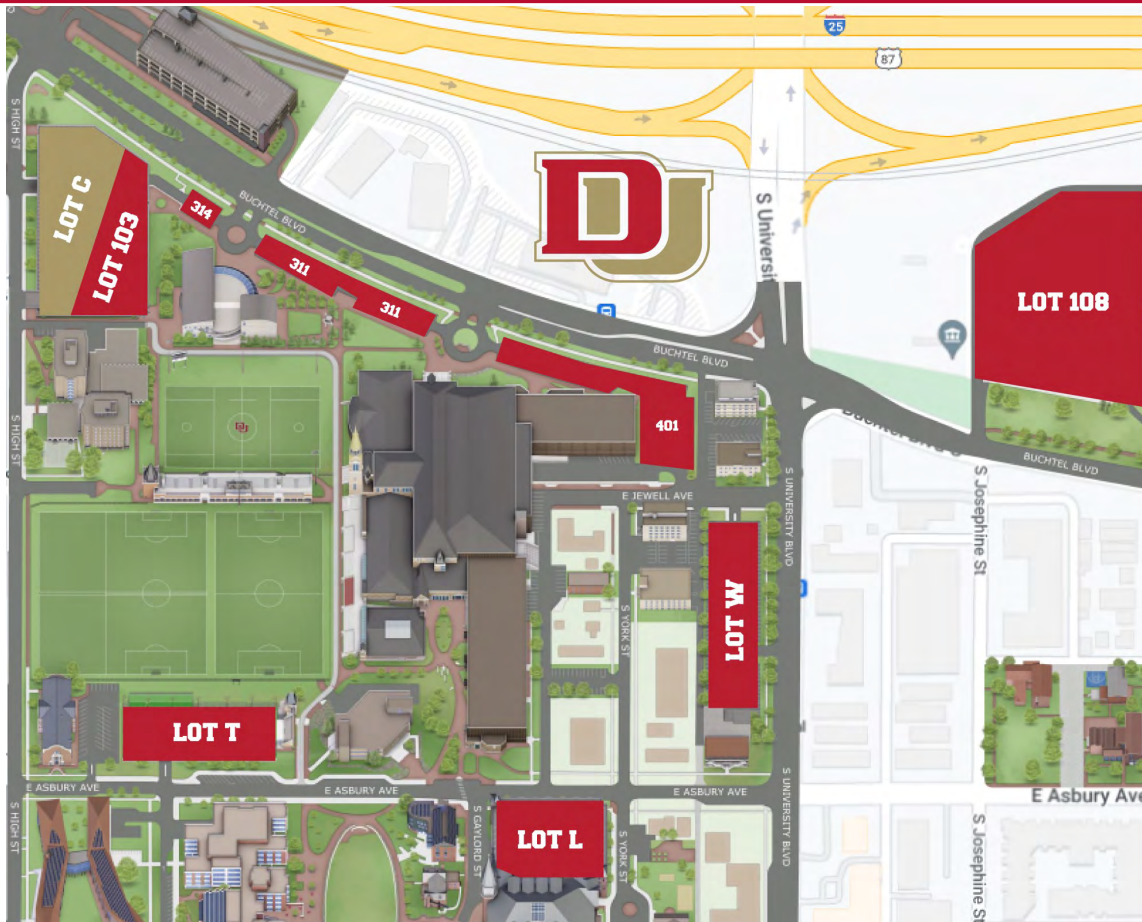 25
87
S HIGH ST
LOT C
LOT 103
314
BUCHTEL BLVD
311
311
DU
S Universit
LOT 108
BUCHTEL BLVD
401
BUCHTEL BLVD
S HIGH ST
DU
E JEWELL AVE
S UNIVERSITY BLVD
S Josephine St
S YORK ST
LOT W
LOT T
E ASBURY AVE
E ASBURY AVE
E ASBURY AVE
E Asbury Ave
S HIGH ST
S GAYLORD ST
LOT L
S YORK ST
S UNIVERSITY BLVD
S Josephine St